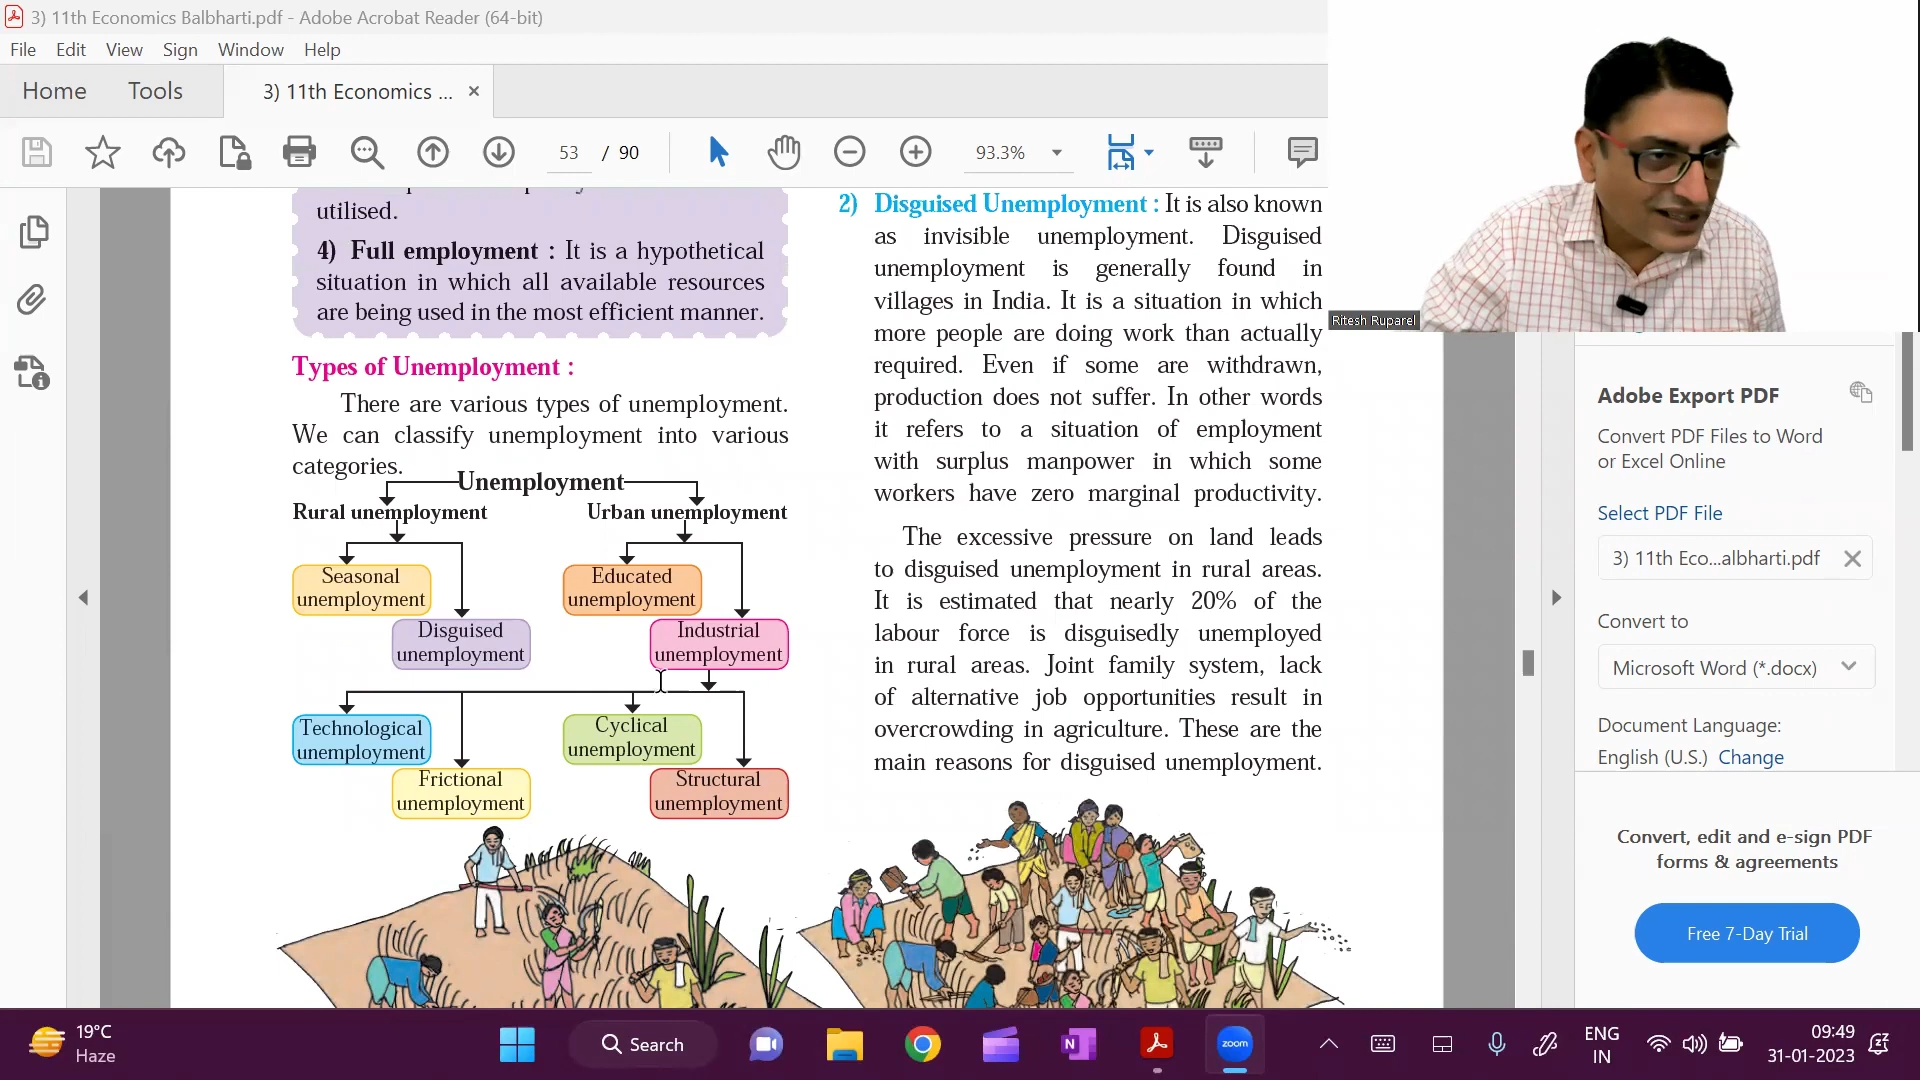 3) 11th Economics Balbharti.pdf - Adobe Acrobat Reader (64-bit)
File Edit View Sign Window Help
Home Tools 3) 11th Economics ... ×
53 / 90 93.3%
utilised.
4) Full employment : It is a hypothetical
situation in which all available resources
are being used in the most efficient manner.
Types of Unemployment :
There are various types of unemployment.
We can classify unemployment into various
categories.
Unemployment
Rural unemployment Urban unemployment
Seasonal
unemployment
Educated
unemployment
Disguised
unemployment
Industrial
unemployment
Technological
unemployment
Cyclical
unemployment
Frictional
unemployment
Structural
unemployment
2) Disguised Unemployment : It is also known
as invisible unemployment. Disguised
unemployment is generally found in
villages in India. It is a situation in which
more people are doing work than actually
required. Even if some are withdrawn,
production does not suffer. In other words
it refers to a situation of employment
with surplus manpower in which some
workers have zero marginal productivity.
The excessive pressure on land leads
to disguised unemployment in rural areas.
It is estimated that nearly 20% of the
labour force is disguisedly unemployed
in rural areas. Joint family system, lack
of alternative job opportunities result in
overcrowding in agriculture. These are the
main reasons for disguised unemployment.
Ritesh Ruparel
Adobe Export PDF
Convert PDF Files to Word
or Excel Online
Select PDF File
3) 11th Eco...albharti.pdf
Convert to
Microsoft Word (*.docx)
Document Language:
English (U.S.) Change
Convert, edit and e-sign PDF
forms & agreements
Free 7-Day Trial
19°C
Haze
Search
N
zoom
ENG
IN
09:49
31-01-2023